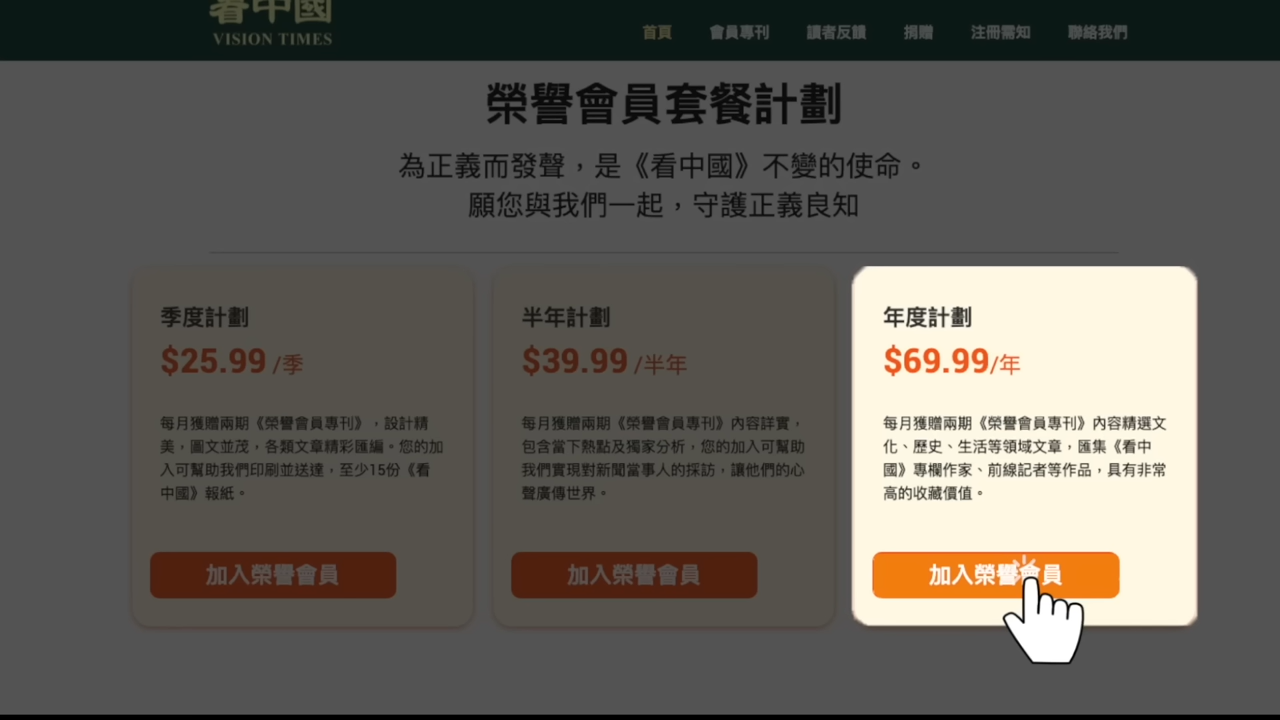 看中國
VISION TIMES
首頁 會員專刊 讀者反饋 捐贈 注冊需知 聯絡我們
榮譽會員套餐計劃
為正義而發聲，是《看中國》不變的使命。
願您與我們一起，守護正義良知
季度計劃
$25.99 /季
每月獲贈兩期《榮譽會員專刊》，設計精
美，圖文並茂，各類文章精彩匯編。您的加
入可幫助我們印刷並送達，至少15份《看
中國》報紙。
加入榮譽會員
半年計劃
$39.99 /半年
每月獲贈兩期《榮譽會員專刊》內容詳實，
包含當下熱點及獨家分析，您的加入可幫助
我們實現對新聞當事人的採訪，讓他們的心
聲廣傳世界。
加入榮譽會員
年度計劃
$69.99/年
每月獲贈兩期《榮譽會員專刊》內容精選文
化、歷史、生活等領域文章，匯集《看中
國》專欄作家、前線記者等作品，具有非常
高的收藏價值。
加入榮譽會員